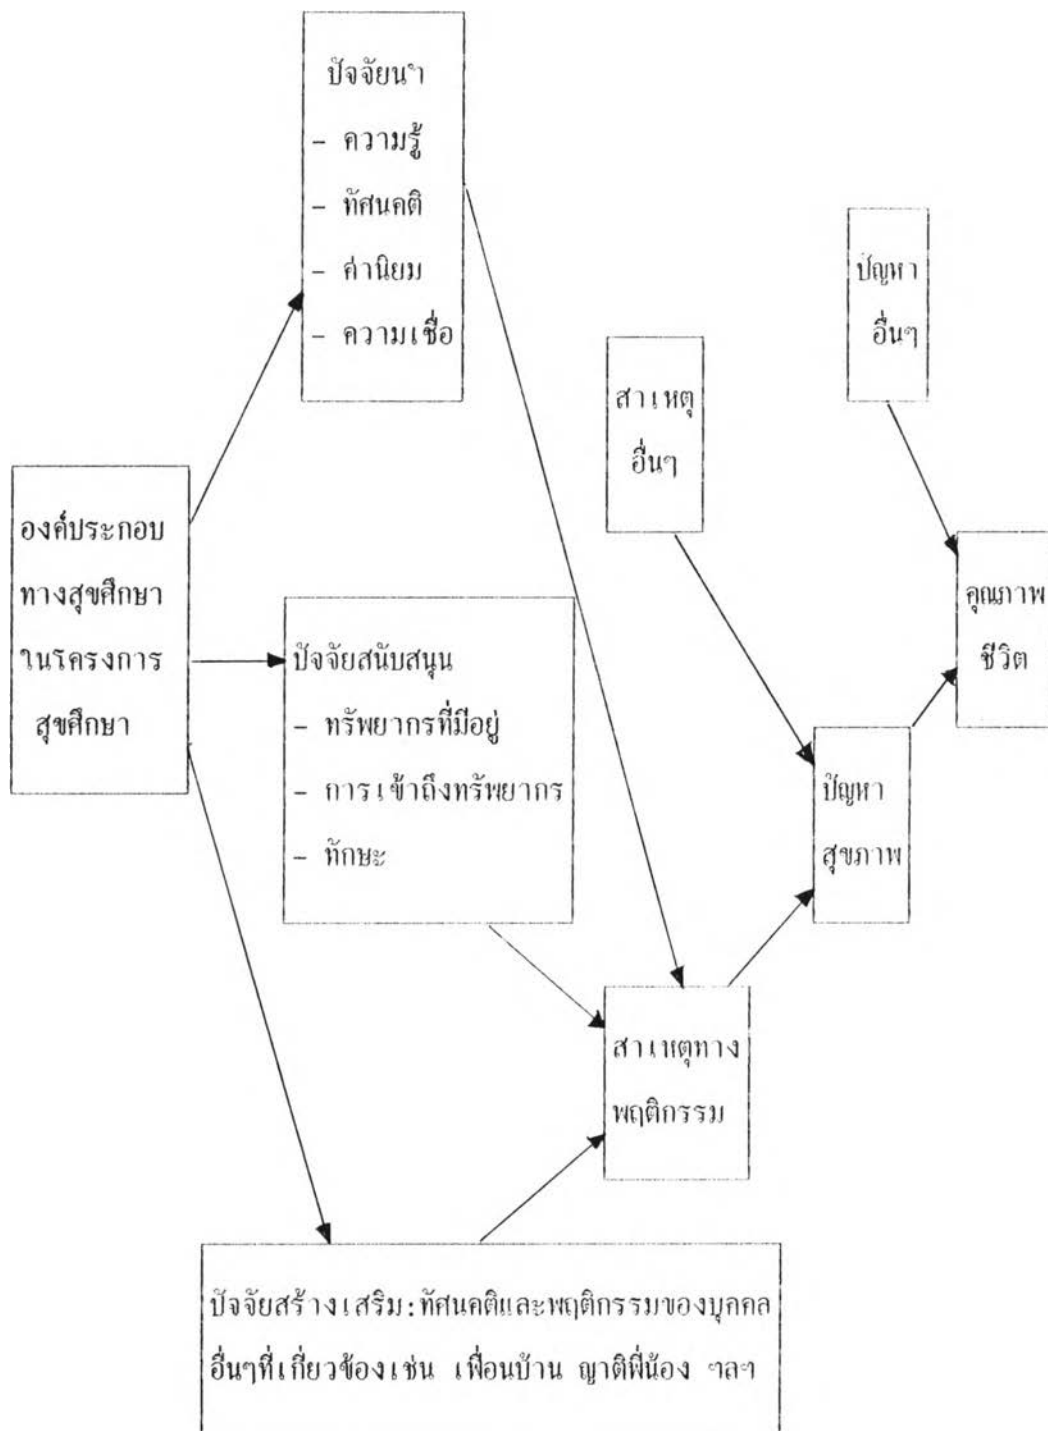 ปัจจัยนำ
- ความรู้
- ทัศนคติ
- ค่านิยม
- ความเชื่อ
ปัญหา
อื่นๆ
สาเหตุ
อื่นๆ
องค์ประกอบ
ทางสุขศึกษา
ในโครงการ
สุขศึกษา
คุณภาพ
ชีวิต
ปัจจัยสนับสนุน
- ทรัพยากรที่มีอยู่
- การเข้าถึงทรัพยากร
- ทักษะ
ปัญหา
สุขภาพ
สาเหตุทาง
พฤติกรรม
ปัจจัยสร้างเสริม:ทัศนคติและพฤติกรรมของบุคคล
อื่นๆที่เกี่ยวข้องเช่น เพื่อนบ้าน ญาติพี่น้อง ฯลฯ